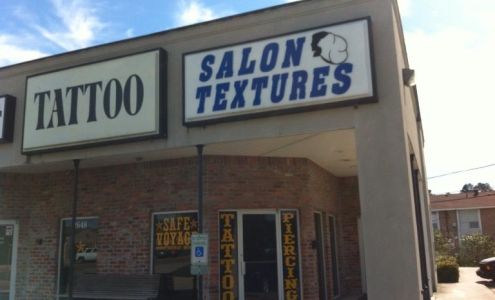 TATTOO
SALON
TEXTURES
SAFE
VOYAGE
TATTOO
PIERCING